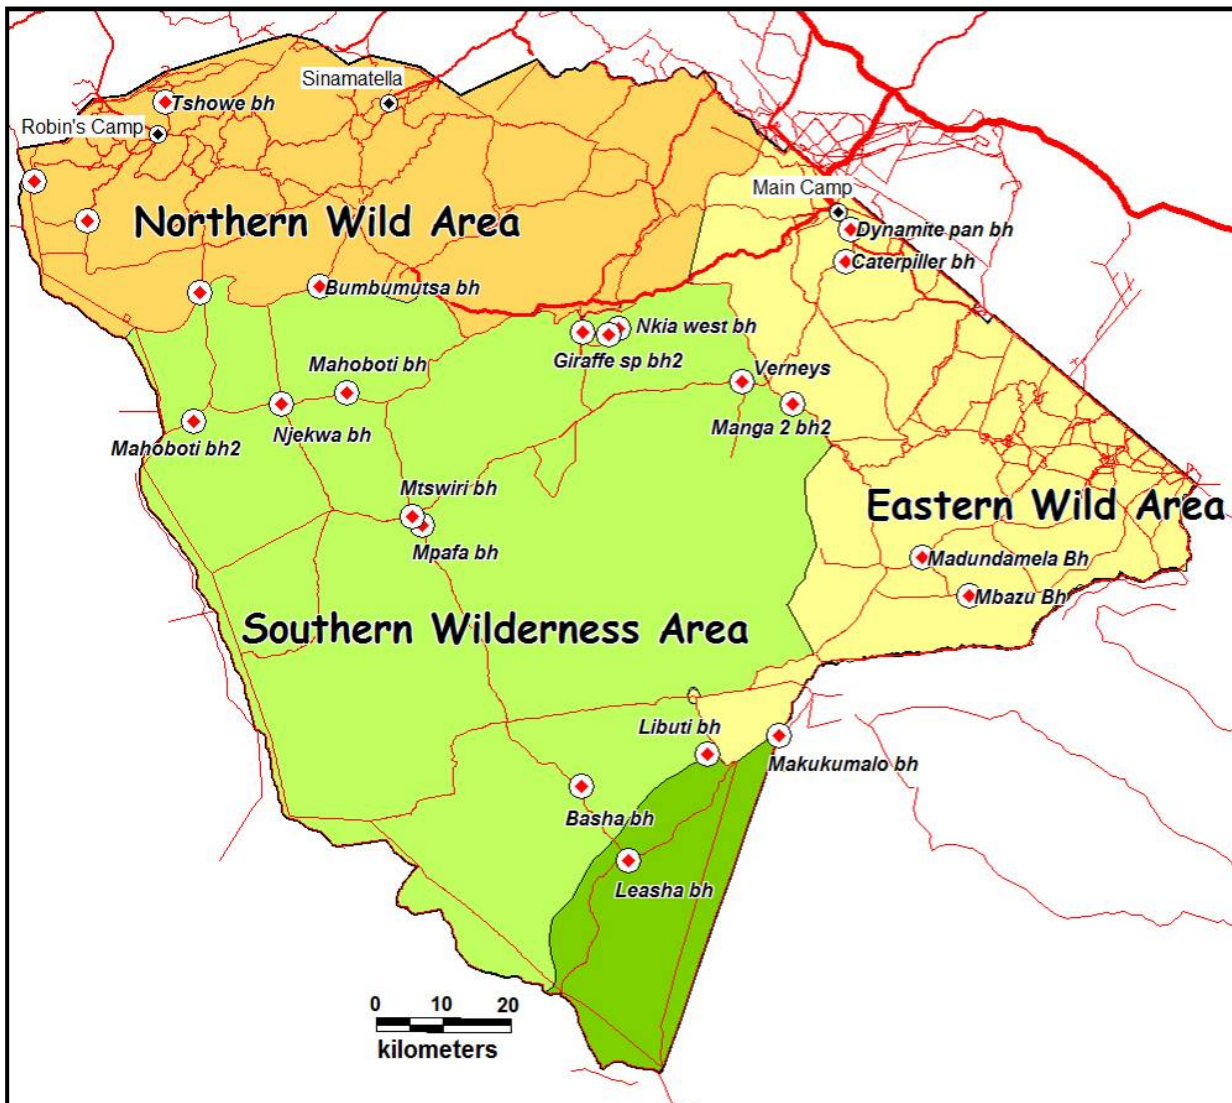 Sinamatella
Tshowe bh
Robin's Camp
Main Camp
Northern Wild Area
Dynamite pan bh
Caterpiller bh
Bumbumutsa bh
Nkia west bh
Giraffe sp bh2
Mahoboti bh
Verneys
Manga 2 bh2
Njekwa bh
Mahoboti bh2
Mtswiri bh
Eastern Wild Area
Mpafa bh
Madundamela Bh
Mbazu Bh
Southern Wilderness Area
Libuti bh
Makukumalo bh
Basha bh
Leasha bh
0 10 20
kilometers